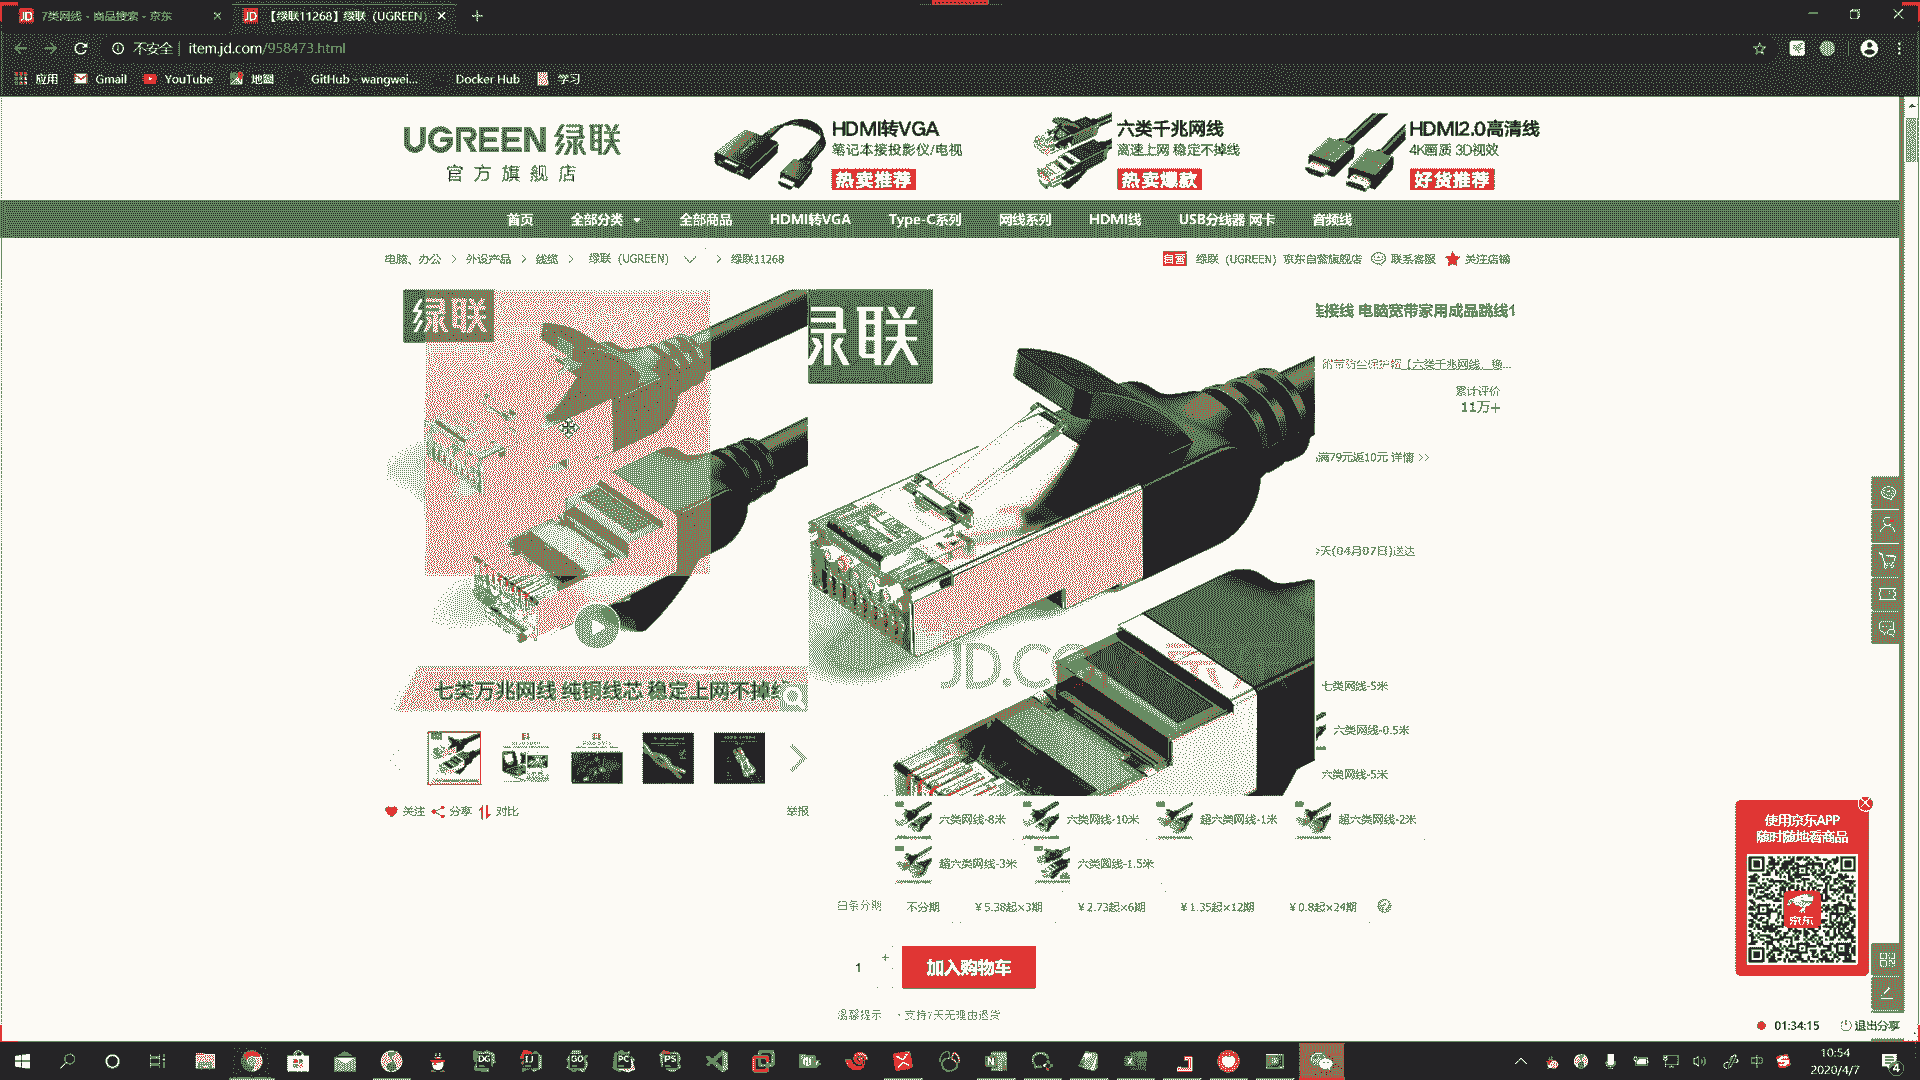 7类网线 - 商品搜索 - 京东
【绿联11268】绿联（UGREEN）
不安全 | item.jd.com/958473.html
应用 Gmail YouTube 地图 GitHub - wangwei... Docker Hub 学习
UGREEN 绿联
官方旗舰店
HDMI转VGA
笔记本接投影仪/电视
热卖推荐
六类千兆网线
高速上网 稳定不掉线
热卖爆款
HDMI2.0高清线
4K画质 3D视效
好货推荐
首页 全部分类 全部商品 HDMI转VGA Type-C系列 网线系列 HDMI线 USB分线器 网卡 音频线
电脑、办公 > 外设产品 > 线缆 > 绿联（UGREEN） > 绿联11268
自营 绿联（UGREEN）京东自营旗舰店 联系客服 关注店铺
绿联
绿联
连接线 电脑宽带家用成品跳线1
附带防尘保护帽【六类千兆网线，稳...
累计评价
11万+
满79元返10元 详情 >>
天(04月07日)送达
JD.CO
七类万兆网线 纯铜线芯 稳定上网不掉线
七类网线-5米
六类网线-0.5米
六类网线-5米
关注 分享 对比 举报
六类网线-8米 六类网线-10米 超六类网线-1米 超六类网线-2米
超六类网线-3米 六类圆线-1.5米
白条分期 不分期 ￥5.38起×3期 ￥2.73起×6期 ￥1.35起×12期 ￥0.8起×24期
1 + 加入购物车
温馨提示 · 支持7天无理由退货
使用京东APP
随时随地看商品
京东
01:34:15 退出分享
中
10:54
2020/4/7
4